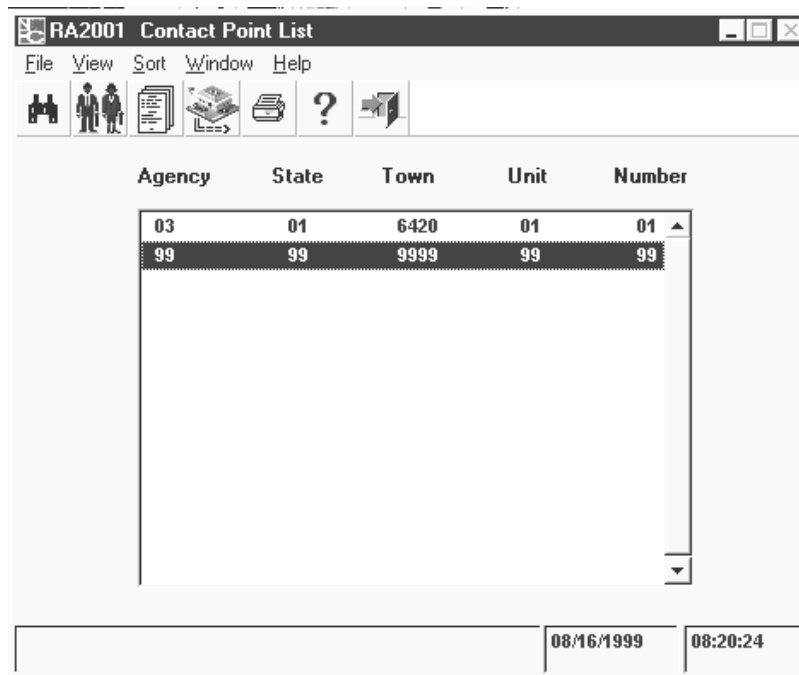 RA2001 Contact Point List
File View Sort Window Help
?
Agency State Town Unit Number
03 01 6420 01 01
99 99 9999 99 99
08/16/1999 08:20:24